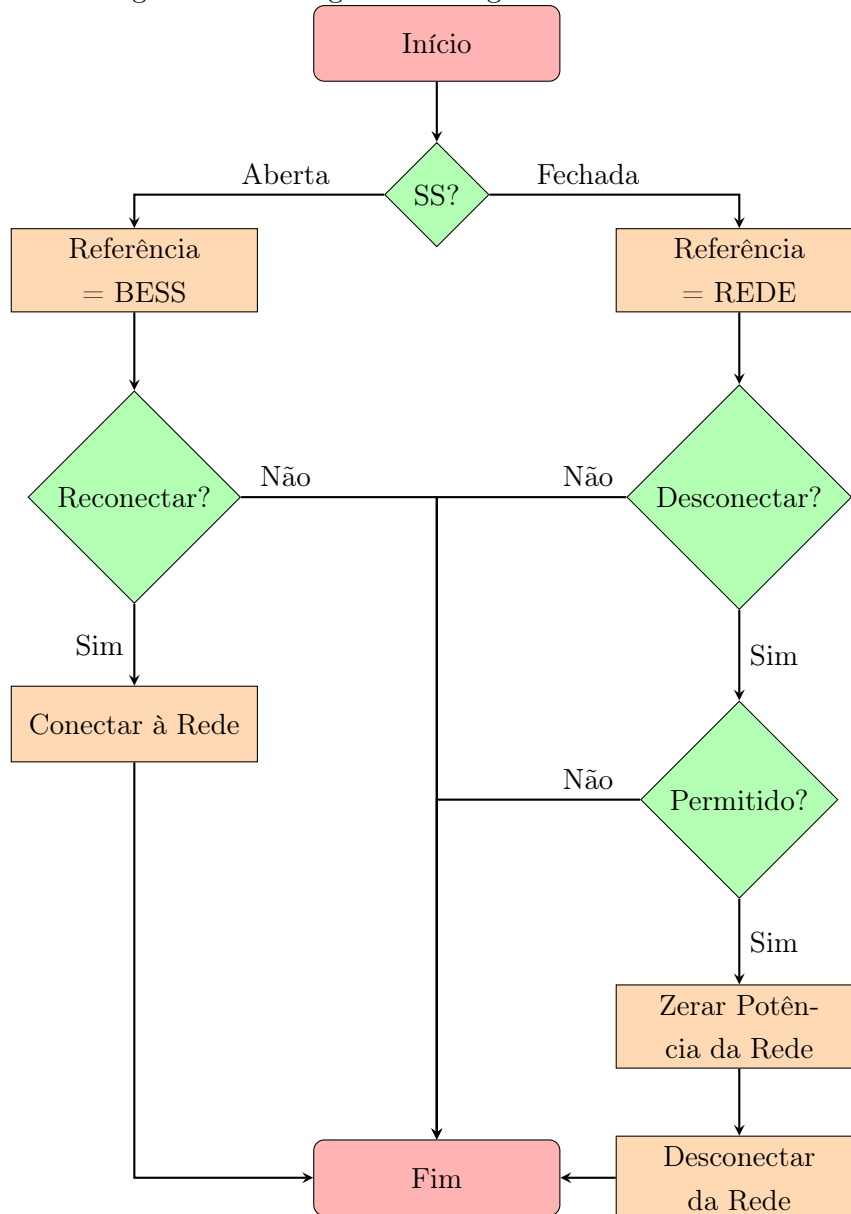 Início
SS?
Aberta
Fechada
Referência
= BESS
Referência
= REDE
Reconectar?
Não
Não
Desconectar?
Sim
Sim
Conectar à Rede
Não
Permitido?
Sim
Zerar Potên-
cia da Rede
Fim
Desconectar
da Rede